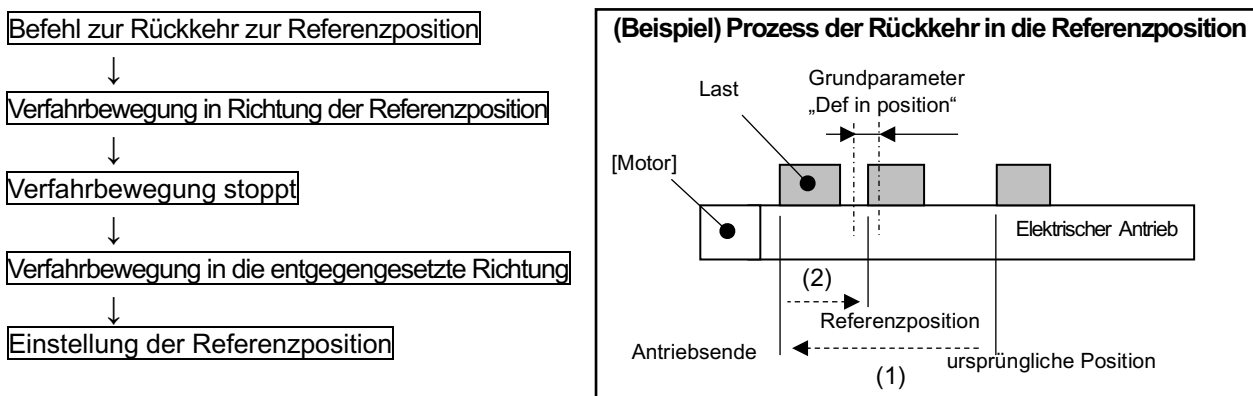 Befehl zur Rückkehr zur Referenzposition
↓
Verfahrbewegung in Richtung der Referenzposition
↓
Verfahrbewegung stoppt
↓
Verfahrbewegung in die entgegengesetzte Richtung
↓
Einstellung der Referenzposition
(Beispiel) Prozess der Rückkehr in die Referenzposition
Grundparameter
„Def in position“
Last
[Motor]
Elektrischer Antrieb
(2)
Referenzposition
Antriebsende
ursprüngliche Position
(1)